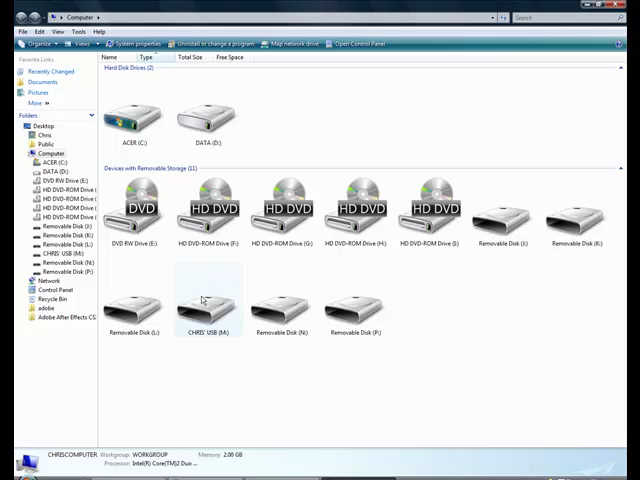 Computer
Search
File Edit View Tools Help
Organize Views System properties Uninstall or change a program Map network drive Open Control Panel
Favorite Links
Recently Changed
Documents
Pictures
More »
Folders
Desktop
Chris
Public
Computer
ACER (C:)
DATA (D:)
DVD RW Drive (E:)
HD DVD-ROM Drive (
HD DVD-ROM Drive (
HD DVD-ROM Drive (
HD DVD-ROM Drive (
Removable Disk (J:)
Removable Disk (K:)
Removable Disk (L:)
CHRIS' USB (M:)
Removable Disk (N:)
Removable Disk (P:)
Network
Control Panel
Recycle Bin
adobe
Adobe After Effects CS
Name Type Total Size Free Space
Hard Disk Drives (2)
ACER (C:) DATA (D:)
Devices with Removable Storage (11)
DVD HD DVD HD DVD HD DVD HD DVD
DVD RW Drive (E:) HD DVD-ROM Drive (F:) HD DVD-ROM Drive (G:) HD DVD-ROM Drive (H:) HD DVD-ROM Drive (I:) Removable Disk (J:) Removable Disk (K:)
Removable Disk (L:) CHRIS' USB (M:) Removable Disk (N:) Removable Disk (P:)
CHRISCOMPUTER Workgroup: WORKGROUP Memory: 2.00 GB
Processor: Intel(R) Core(TM)2 Duo ...